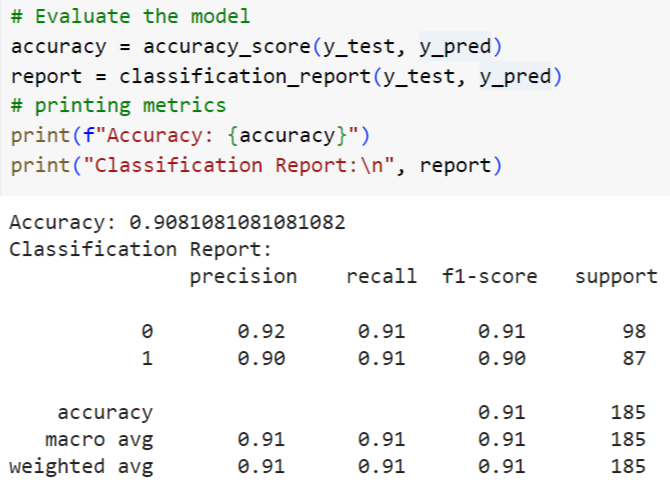 # Evaluate the model
accuracy = accuracy_score(y_test, y_pred)
report = classification_report(y_test, y_pred)
# printing metrics
print(f"Accuracy: {accuracy}")
print("Classification Report:\n", report)
Accuracy: 0.9081081081081082
Classification Report:
precision recall f1-score support
0 0.92 0.91 0.91 98
1 0.90 0.91 0.90 87
accuracy 0.91 185
macro avg 0.91 0.91 0.91 185
weighted avg 0.91 0.91 0.91 185